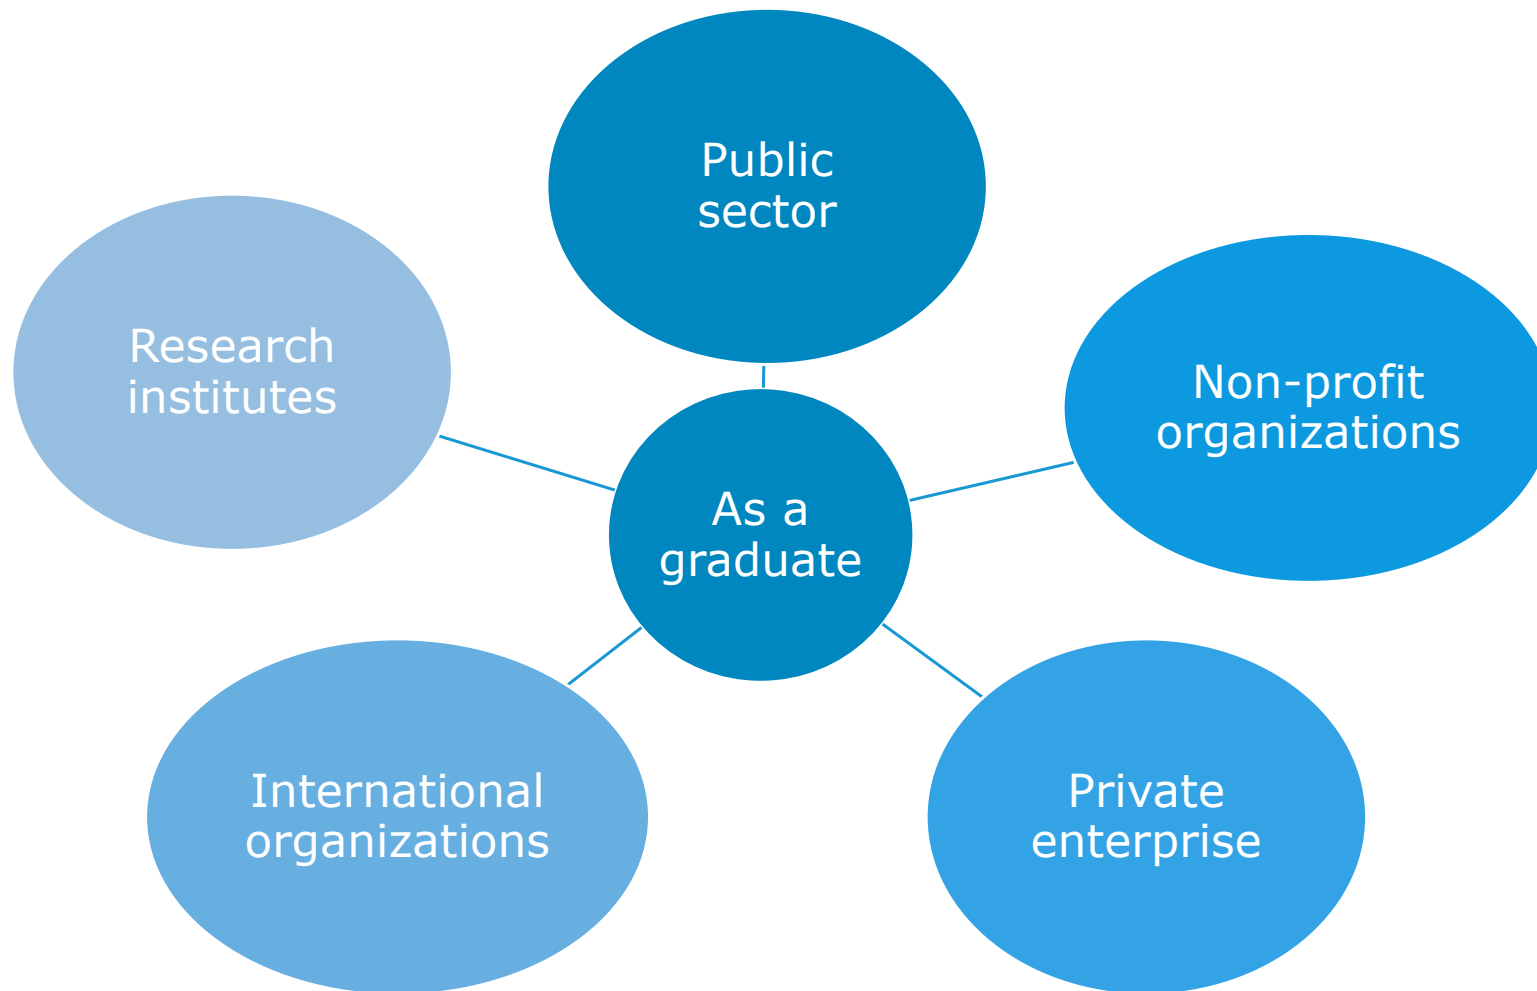 Public
sector
Research
institutes
Non-profit
organizations
As a
graduate
International
organizations
Private
enterprise